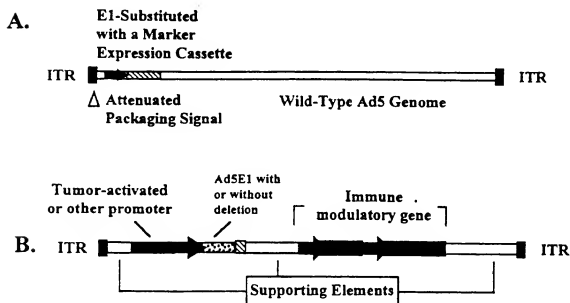 A.
E1-Substituted
with a Marker
Expression Cassette
ITR
ITR
Δ Attenuated
Packaging Signal
Wild-Type Ad5 Genome
Tumor-activated
or other promoter
Ad5E1 with
or without
deletion
Immune
modulatory gene
B.
ITR
ITR
Supporting Elements